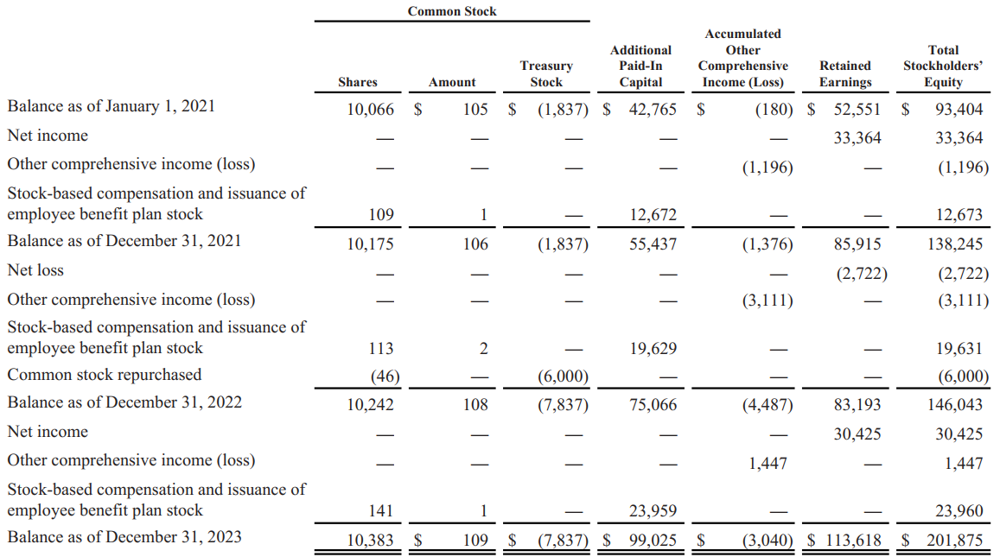 Common Stock
Accumulated
Additional Other Total
Treasury Paid-In Comprehensive Retained Stockholders’
Shares Amount Stock Capital Income (Loss) Earnings Equity
Balance as of January 1, 2021 10,066 $ 105 $ (1,837) $ 42,765 $ (180) $ 52,551 $ 93,404
Net income — — — — — 33,364 33,364
Other comprehensive income (loss) — — — — (1,196) — (1,196)
Stock-based compensation and issuance of
employee benefit plan stock 109 1 — 12,672 — — 12,673
Balance as of December 31, 2021 10,175 106 (1,837) 55,437 (1,376) 85,915 138,245
Net loss — — — — — (2,722) (2,722)
Other comprehensive income (loss) — — — — (3,111) — (3,111)
Stock-based compensation and issuance of
employee benefit plan stock 113 2 — 19,629 — — 19,631
Common stock repurchased (46) — (6,000) — — — (6,000)
Balance as of December 31, 2022 10,242 108 (7,837) 75,066 (4,487) 83,193 146,043
Net income — — — — — 30,425 30,425
Other comprehensive income (loss) — — — — 1,447 — 1,447
Stock-based compensation and issuance of
employee benefit plan stock 141 1 — 23,959 — — 23,960
Balance as of December 31, 2023 10,383 $ 109 $ (7,837) $ 99,025 $ (3,040) $ 113,618 $ 201,875